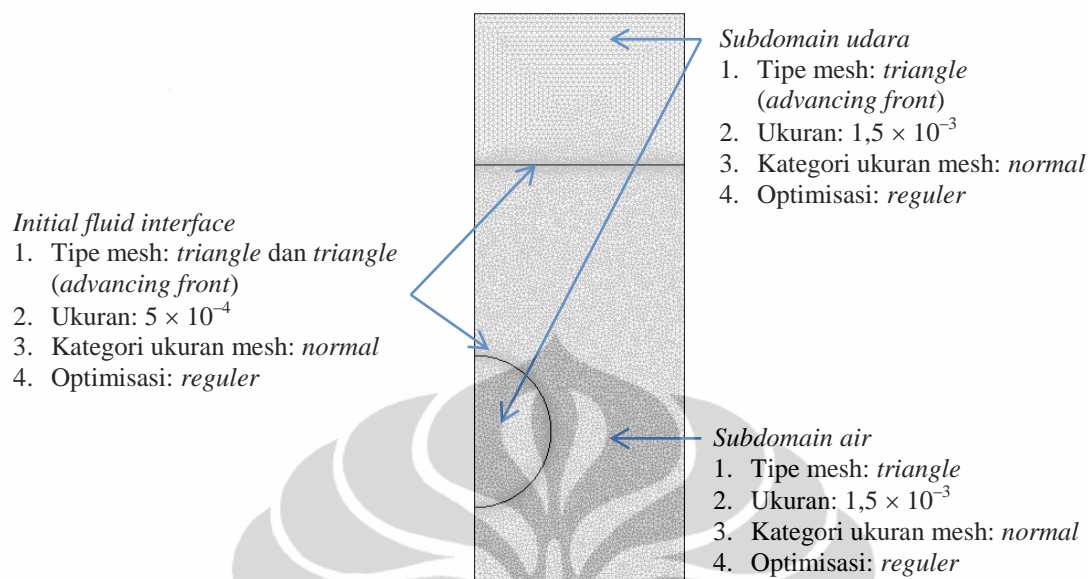 Subdomain udara
1. Tipe mesh: triangle
(advancing front)
2. Ukuran: 1,5 × 10⁻³
3. Kategori ukuran mesh: normal
4. Optimisasi: reguler
Initial fluid interface
1. Tipe mesh: triangle dan triangle
(advancing front)
2. Ukuran: 5 × 10⁻⁴
3. Kategori ukuran mesh: normal
4. Optimisasi: reguler
Subdomain air
1. Tipe mesh: triangle
2. Ukuran: 1,5 × 10⁻³
3. Kategori ukuran mesh: normal
4. Optimisasi: reguler